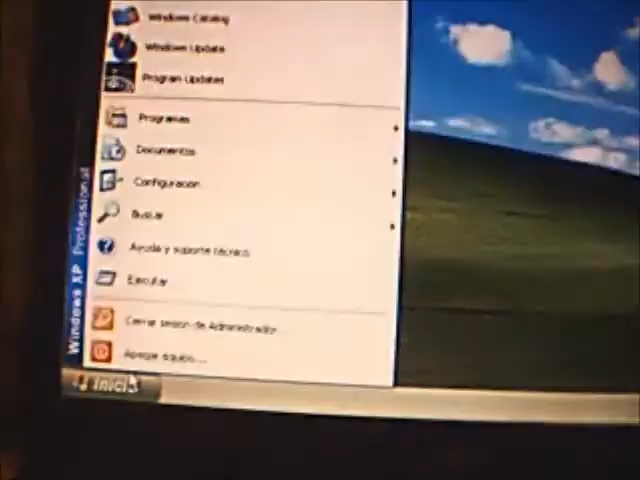 Windows Catalog
Windows Update
Program Updates
Programas
Documentos
Configuración
Buscar
Ayuda y soporte técnico
Ejecutar...
Cerrar sesión de Administrador...
Apagar equipo...
Windows XP Professional
Inicio